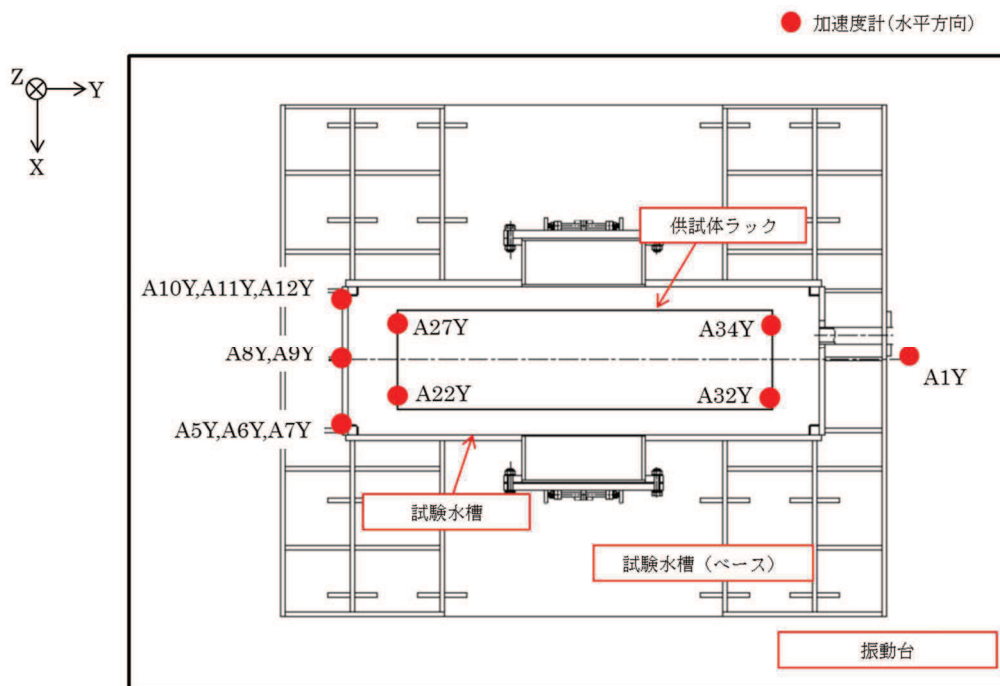 加速度計(水平方向)
Z
Y
X
供試体ラック
A10Y,A11Y,A12Y
A27Y
A34Y
A8Y,A9Y
A1Y
A22Y
A32Y
A5Y,A6Y,A7Y
試験水槽
試験水槽（ベース）
振動台